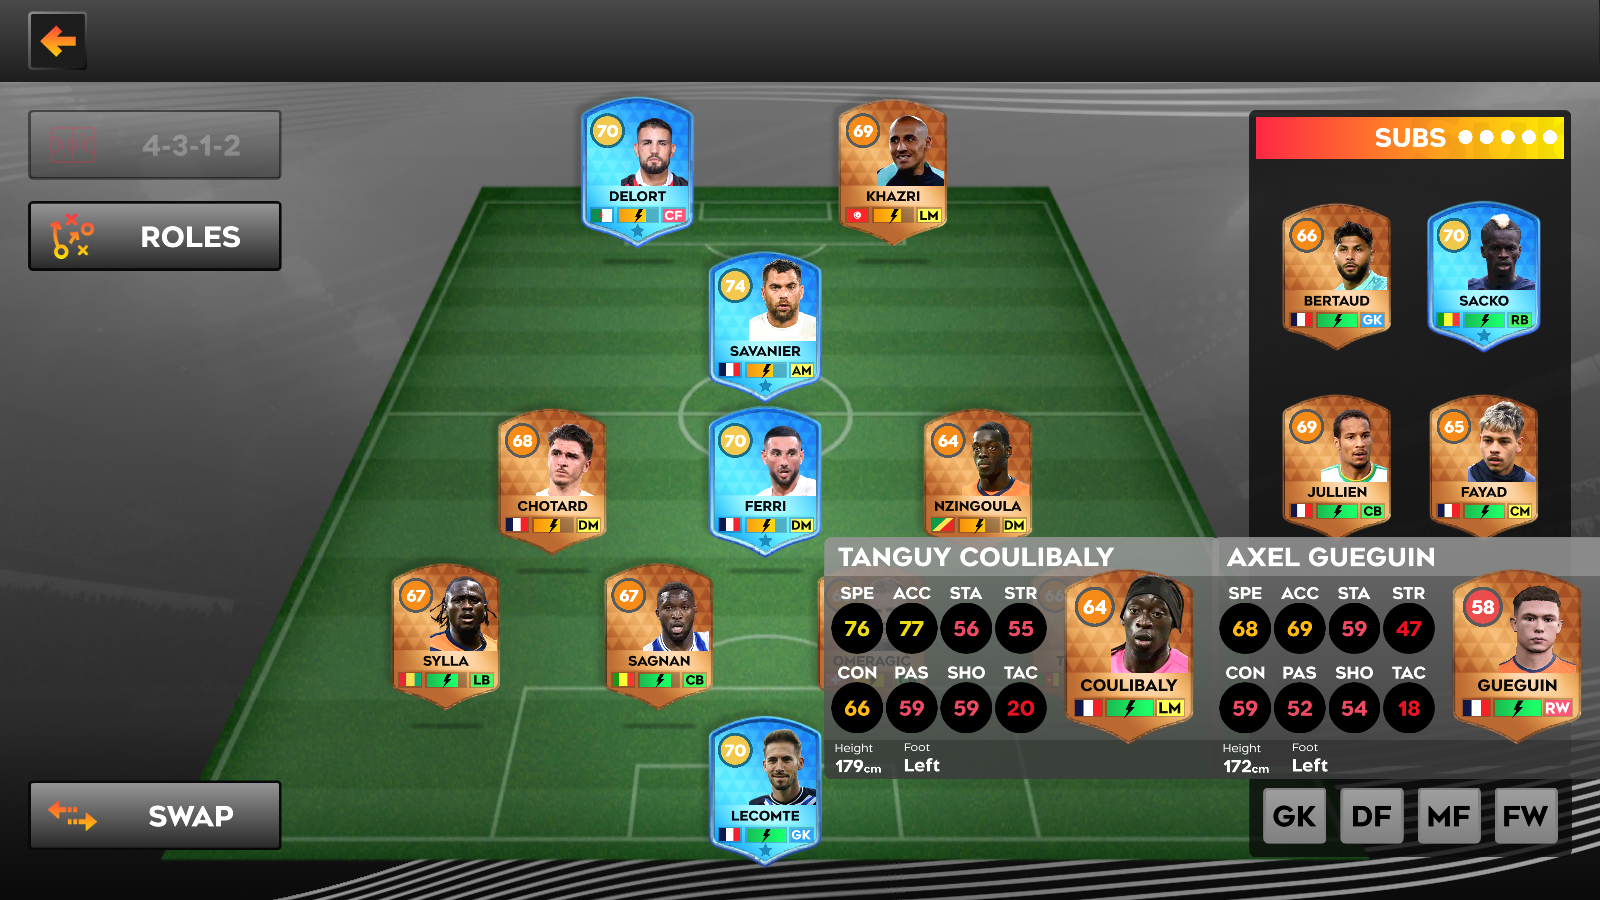 4-3-1-2
ROLES
SWAP
70
DELORT
CF
69
KHAZRI
LM
74
SAVANIER
AM
68
CHOTARD
DM
70
FERRI
DM
64
NZINGOULA
DM
67
SYLLA
LB
67
SAGNAN
CB
OMERAGIC
70
LECOMTE
GK
SUBS
66
BERTAUD
GK
70
SACKO
RB
69
JULLIEN
CB
65
FAYAD
CM
TANGUY COULIBALY
SPE ACC STA STR
76 77 56 55
CON PAS SHO TAC
66 59 59 20
Height Foot
179cm Left
64
COULIBALY
LM
AXEL GUEGUIN
SPE ACC STA STR
68 69 59 47
CON PAS SHO TAC
59 52 54 18
Height Foot
172cm Left
58
GUEGUIN
RW
GK DF MF FW